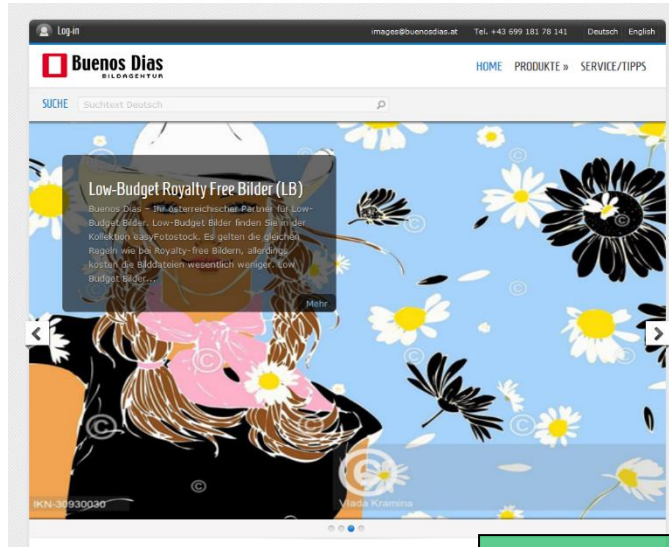 Log-in
images@buenosdias.at Tel. +43 699 181 78 141 Deutsch English
Buenos Dias
BILDAGENTUR
HOME PRODUKTE » SERVICE/TIPPS
SUCHE Suchtext Deutsch
Low-Budget Royalty Free Bilder (LB)
Buenos Dias – Ihr österreichischer Partner für Low-
Budget Bilder. Low-Budget Bilder finden Sie in der
Kollektion easyFotostock. Es gelten die gleichen
Regeln wie bei Royalty-free Bildern, allerdings
kosten die Bilddateien wesentlich weniger. Low
Budget Bilder...
Mehr
IKN-30930030
Vlada Kramina